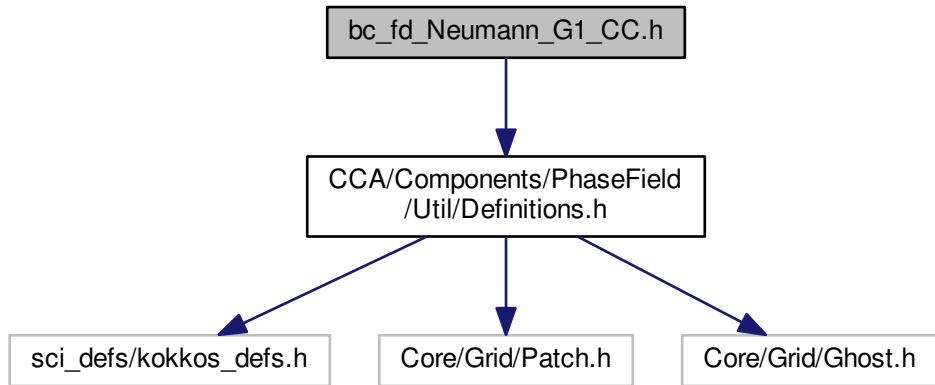 bc_fd_Neumann_G1_CC.h
CCA/Components/PhaseField
/Util/Definitions.h
sci_defs/kokkos_defs.h
Core/Grid/Patch.h
Core/Grid/Ghost.h